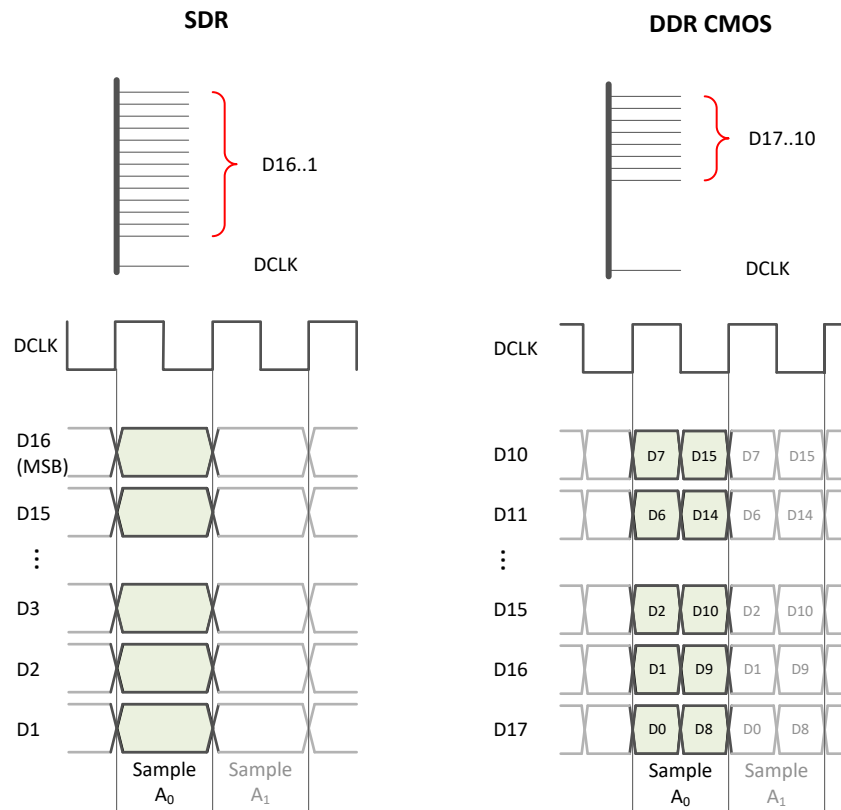 SDR
DDR CMOS
D16..1
DCLK
D17..10
DCLK
DCLK
D16
(MSB)
D15
⋮
D3
D2
D1
Sample
A0
Sample
A1
DCLK
D10 D7 D15 D7 D15
D11 D6 D14 D6 D14
⋮
D15 D2 D10 D2 D10
D16 D1 D9 D1 D9
D17 D0 D8 D0 D8
Sample
A0
Sample
A1